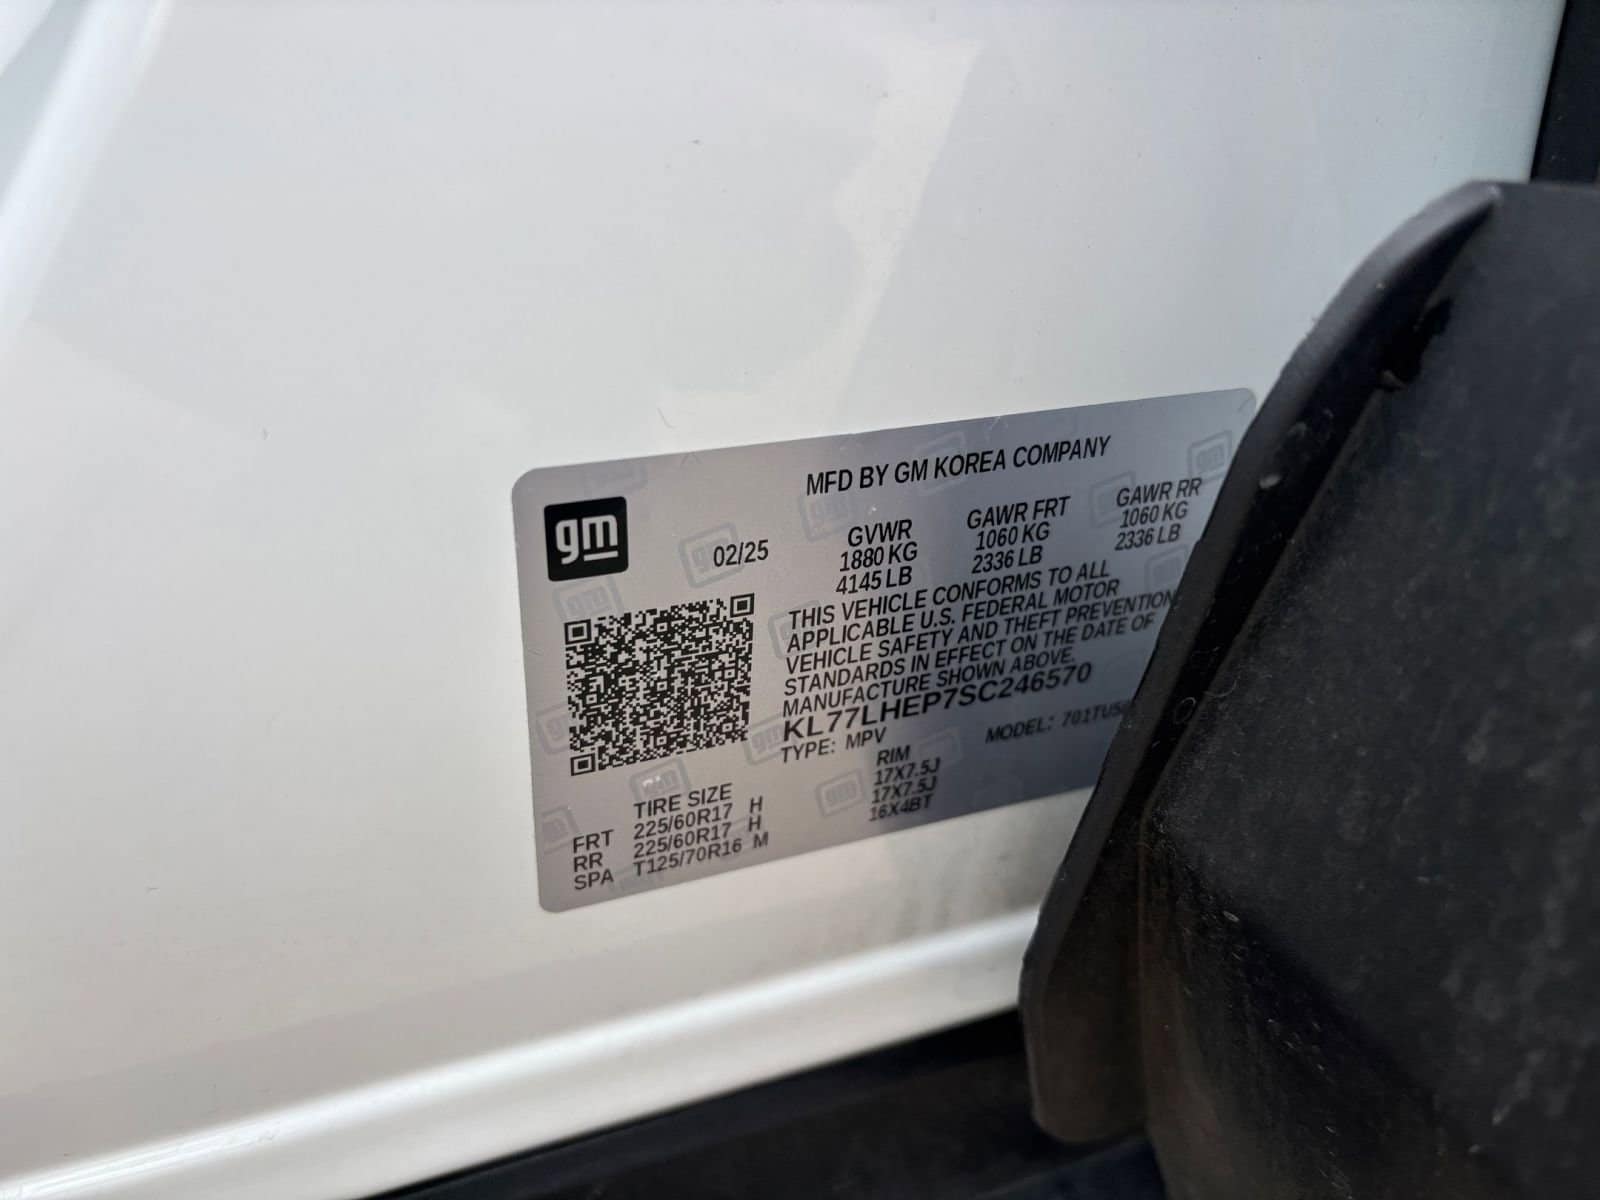 MFD BY GM KOREA COMPANY
gm
02/25
GVWR GAWR FRT GAWR RR
1880 KG 1060 KG 1060 KG
4145 LB 2336 LB 2336 LB
THIS VEHICLE CONFORMS TO ALL
APPLICABLE U.S. FEDERAL MOTOR
VEHICLE SAFETY AND THEFT PREVENTION
STANDARDS IN EFFECT ON THE DATE OF
MANUFACTURE SHOWN ABOVE.
KL77LHEP7SC246570
TYPE: MPV MODEL:
TIRE SIZE RIM
FRT 225/60R17 H 17X7.5J
RR 225/60R17 H 17X7.5J
SPA T125/70R16 M 16X4BT